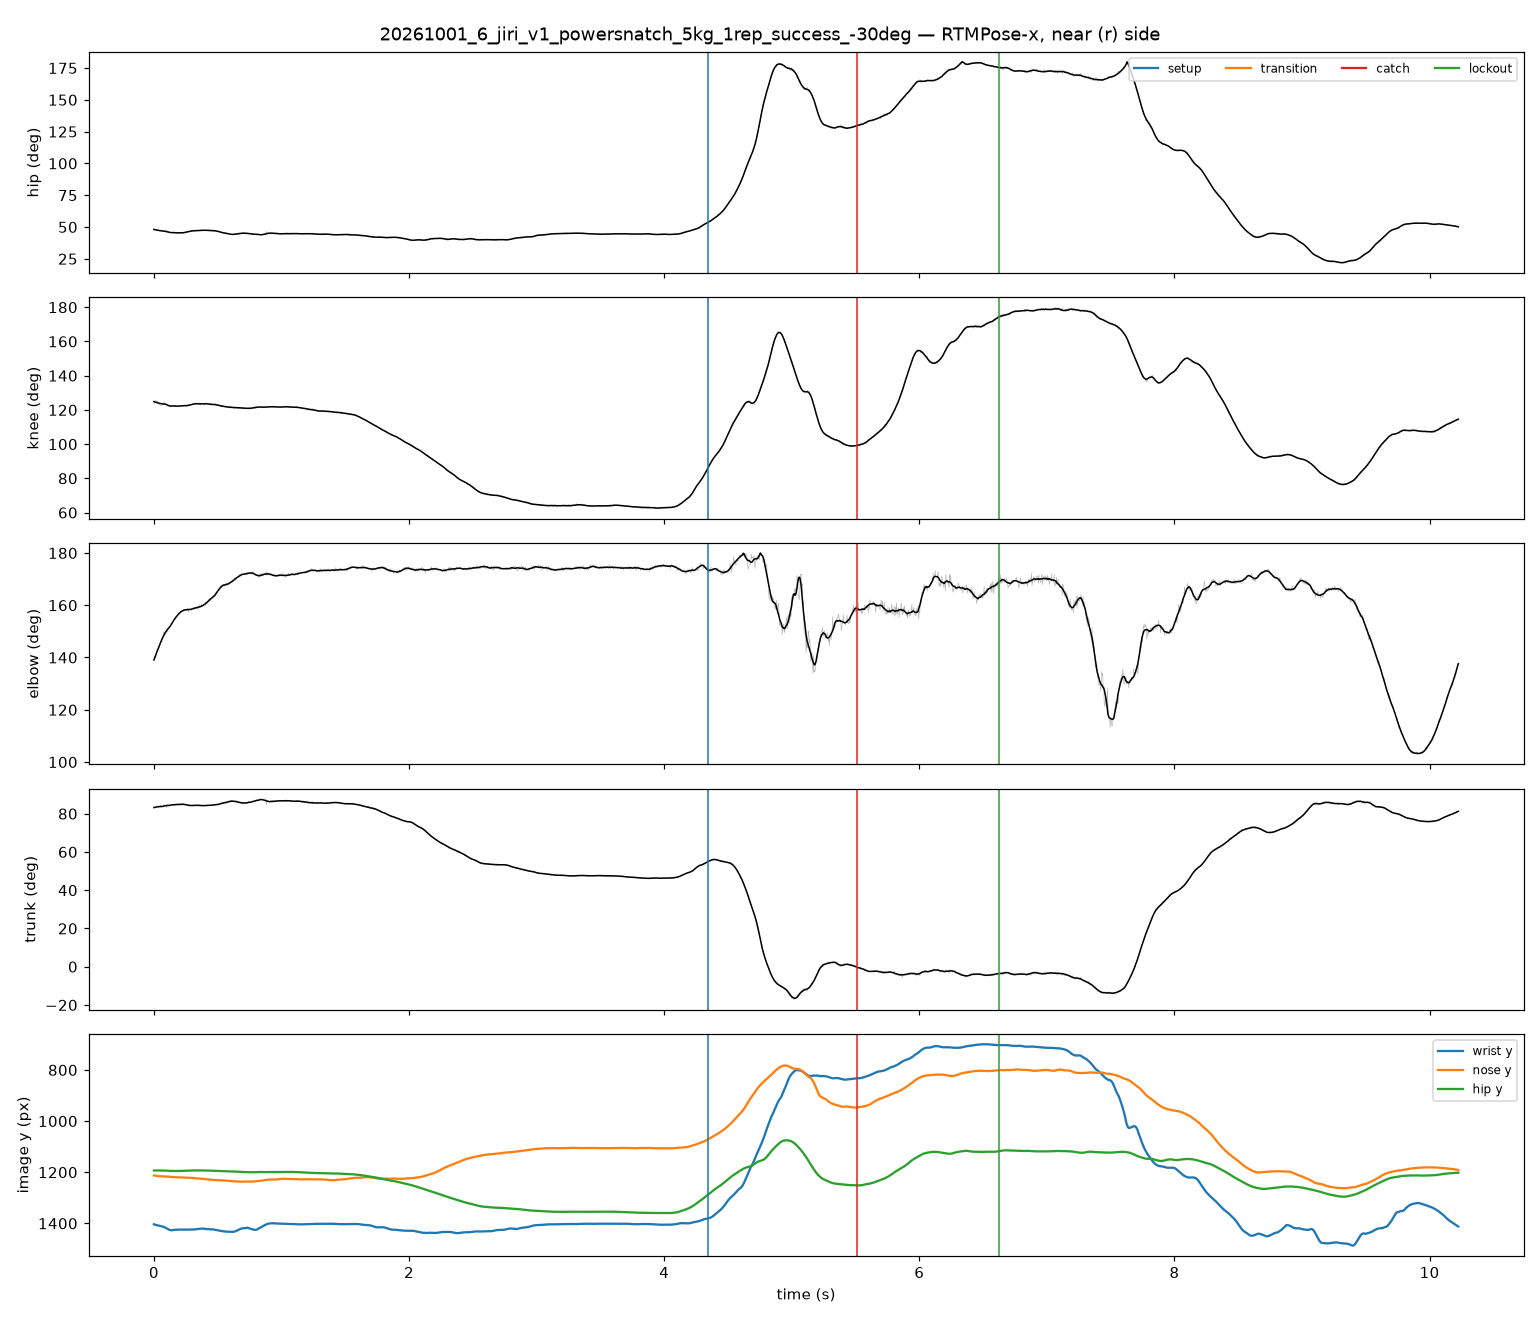 20261001_6_jiri_v1_powersnatch_5kg_1rep_success_-30deg — RTMPose-x, near (r) side
setup transition catch lockout
hip (deg)
175
150
125
100
75
50
25
knee (deg)
180
160
140
120
100
80
60
elbow (deg)
180
160
140
120
100
trunk (deg)
80
60
40
20
0
−20
image y (px)
800
1000
1200
1400
wrist y
nose y
hip y
0 2 4 6 8 10
time (s)